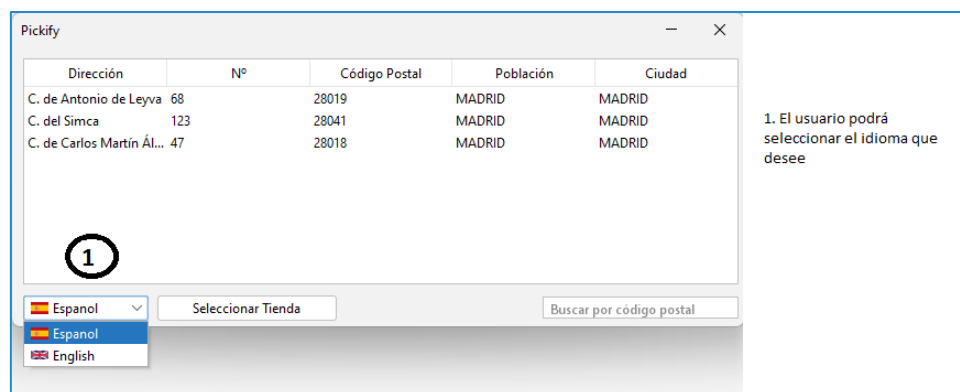 Pickify
Dirección Nº Código Postal Población Ciudad
C. de Antonio de Leyva 68 28019 MADRID MADRID
C. del Simca 123 28041 MADRID MADRID
C. de Carlos Martín Ál... 47 28018 MADRID MADRID
1. El usuario podrá
seleccionar el idioma que
desee
1
Espanol Seleccionar Tienda Buscar por código postal
Espanol
English